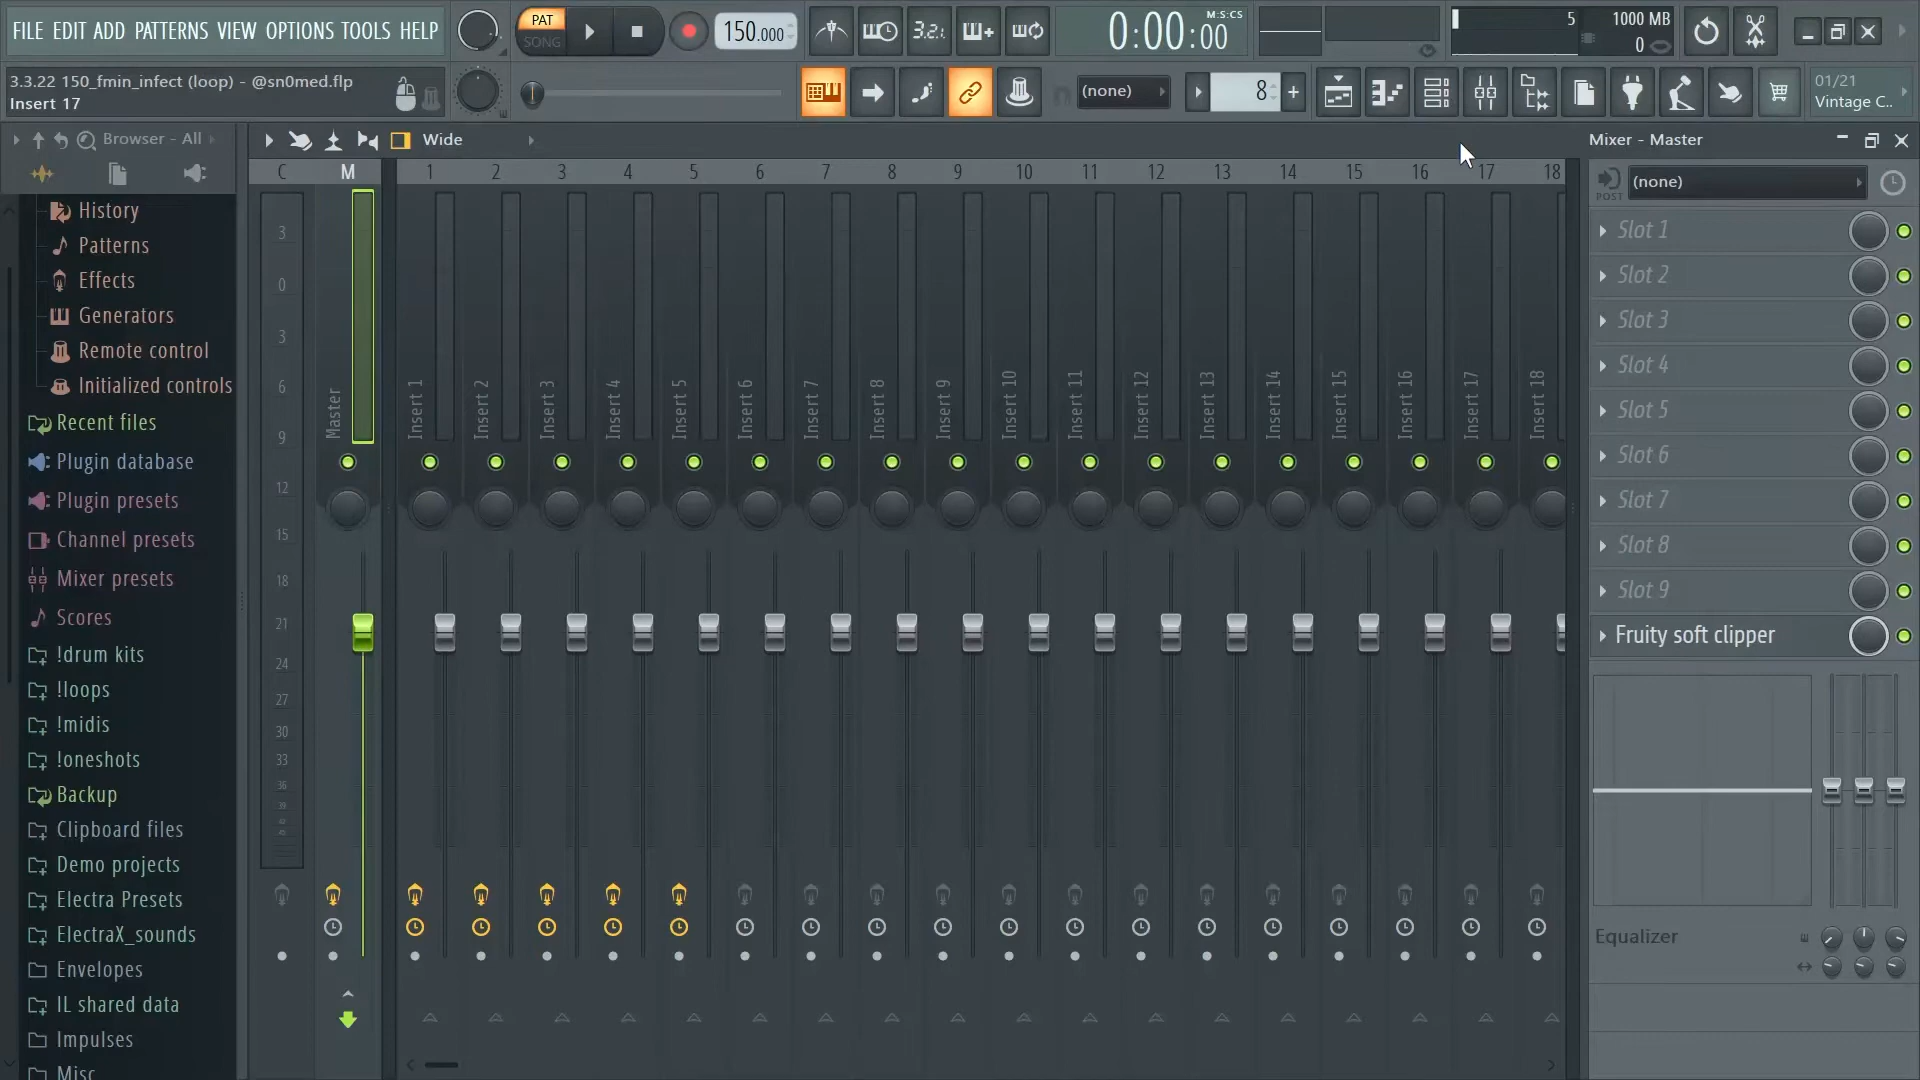 FILE EDIT ADD PATTERNS VIEW OPTIONS TOOLS HELP
PAT
SONG
150.000
3.2.1.
0:00:00
M:S:CS
5
1000 MB
0
3.3.22 150_fmin_infect (loop) - @sn0med.flp
Insert 17
(none)
8
01/21
Vintage C..
Browser - All
Wide
Mixer - Master
C M 1 2 3 4 5 6 7 8 9 10 11 12 13 14 15 16 17 18
POST
(none)
History
Patterns
Effects
Generators
Remote control
Initialized controls
Recent files
Plugin database
Plugin presets
Channel presets
Mixer presets
Scores
!drum kits
!loops
!midis
!oneshots
Backup
Clipboard files
Demo projects
Electra Presets
ElectraX_sounds
Envelopes
IL shared data
Impulses
Misc
3
0
3
6
9
12
15
18
21
24
27
30
33
36
39
Master
Insert 1
Insert 2
Insert 3
Insert 4
Insert 5
Insert 6
Insert 7
Insert 8
Insert 9
Insert 10
Insert 11
Insert 12
Insert 13
Insert 14
Insert 15
Insert 16
Insert 17
Insert 18
Slot 1
Slot 2
Slot 3
Slot 4
Slot 5
Slot 6
Slot 7
Slot 8
Slot 9
Fruity soft clipper
Equalizer